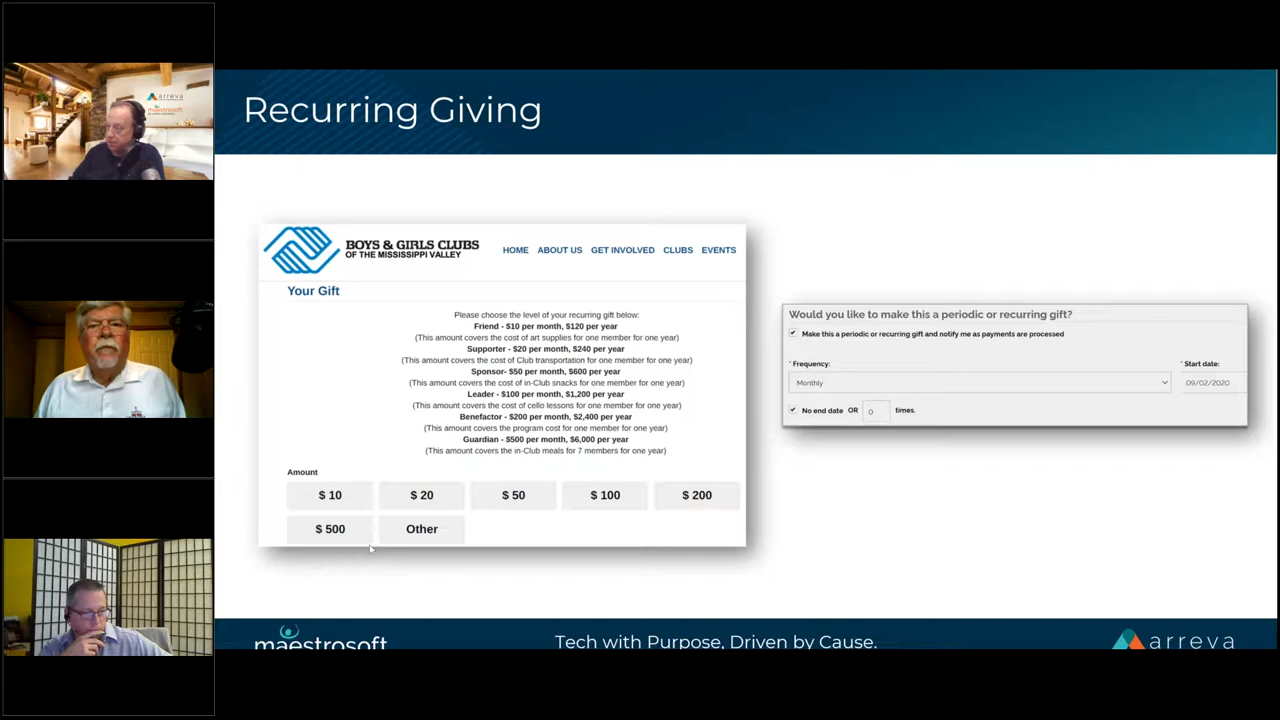 arreva
maestrosoft
Recurring Giving
BOYS & GIRLS CLUBS
OF THE MISSISSIPPI VALLEY
HOME ABOUT US GET INVOLVED CLUBS EVENTS
Your Gift
Please choose the level of your recurring gift below:
Friend - $10 per month, $120 per year
(This amount covers the cost of art supplies for one member for one year)
Supporter - $20 per month, $240 per year
(This amount covers the cost of Club transportation for one member for one year)
Sponsor- $50 per month, $600 per year
(This amount covers the cost of in-Club snacks for one member for one year)
Leader - $100 per month, $1,200 per year
(This amount covers the cost of cello lessons for one member for one year)
Benefactor - $200 per month, $2,400 per year
(This amount covers the program cost for one member for one year)
Guardian - $500 per month, $6,000 per year
(This amount covers the in-Club meals for 7 members for one year)
Amount
$ 10 $ 20 $ 50 $ 100 $ 200
$ 500 Other
Would you like to make this a periodic or recurring gift?
Make this a periodic or recurring gift and notify me as payments are processed
* Frequency: * Start date:
Monthly 09/02/2020
No end date OR 0 times.
maestrosoft Tech with Purpose, Driven by Cause. arreva